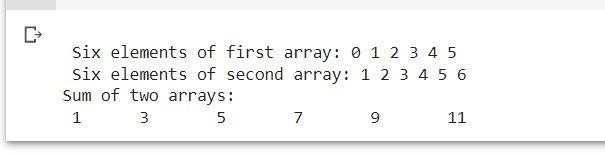 Six elements of first array: 0 1 2 3 4 5
Six elements of second array: 1 2 3 4 5 6
Sum of two arrays:
1 3 5 7 9 11